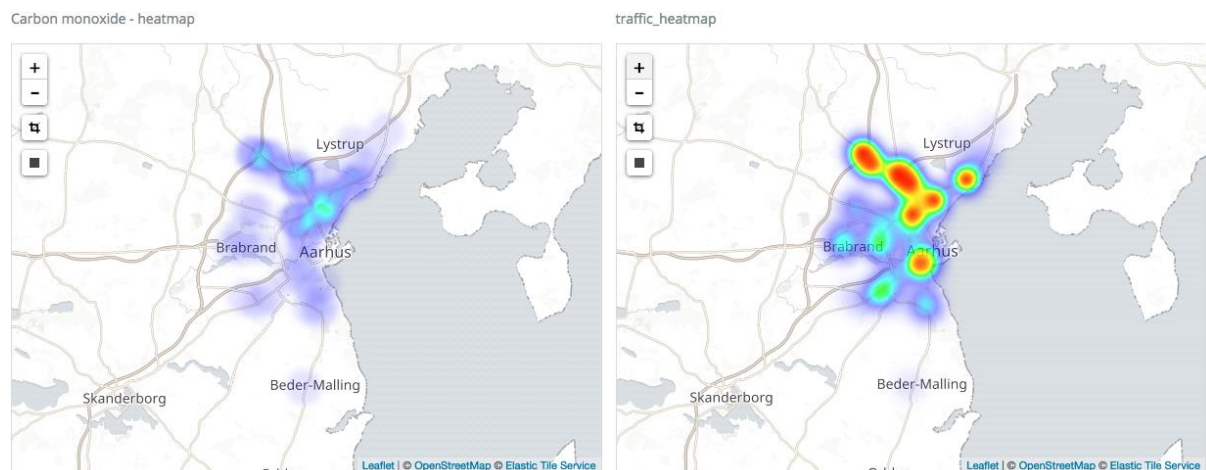 Carbon monoxide - heatmap
+
-
Lystrup
Brabrand
Aarhus
Beder-Malling
Skanderborg
Leaflet | © OpenStreetMap © Elastic Tile Service
traffic_heatmap
+
-
Lystrup
Brabrand
Aarhus
Beder-Malling
Skanderborg
Leaflet | © OpenStreetMap © Elastic Tile Service